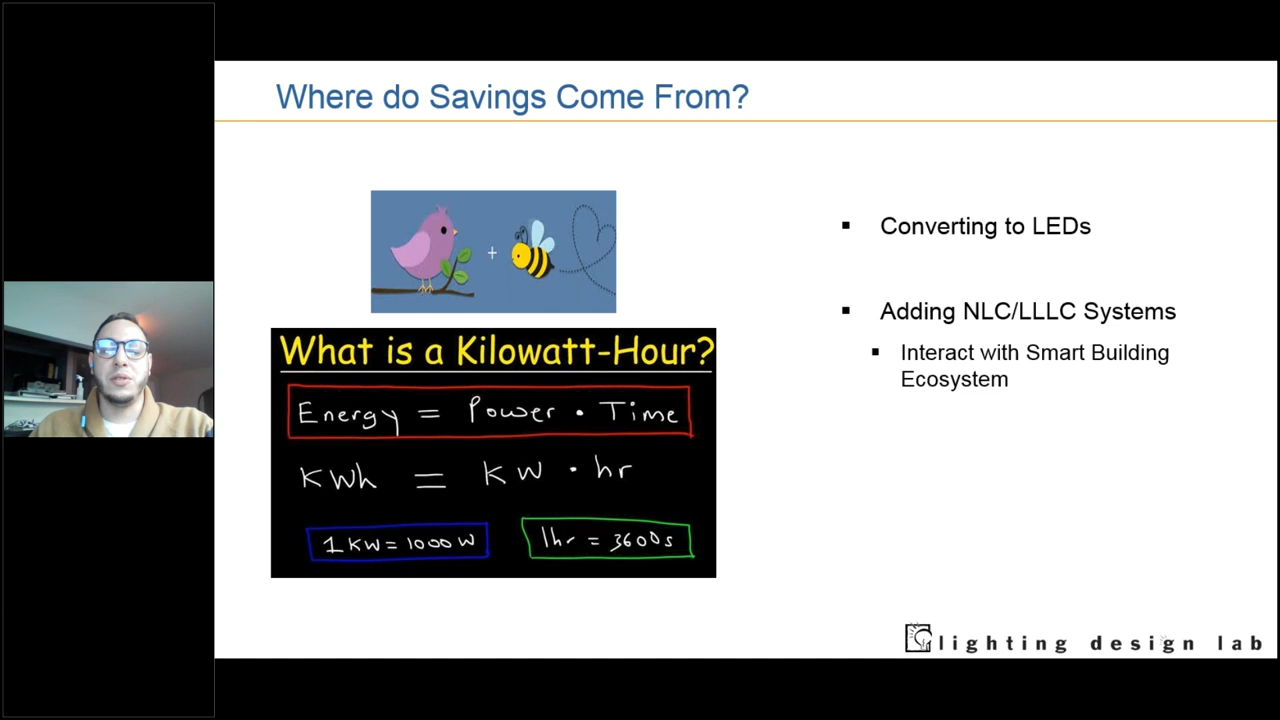 Where do Savings Come From?
+
What is a Kilowatt-Hour?
Energy = Power · Time
KWh = KW · hr
1 KW = 1000 W
1hr = 3600s
▪ Converting to LEDs
▪ Adding NLC/LLLC Systems
▪ Interact with Smart Building
Ecosystem
lighting design lab